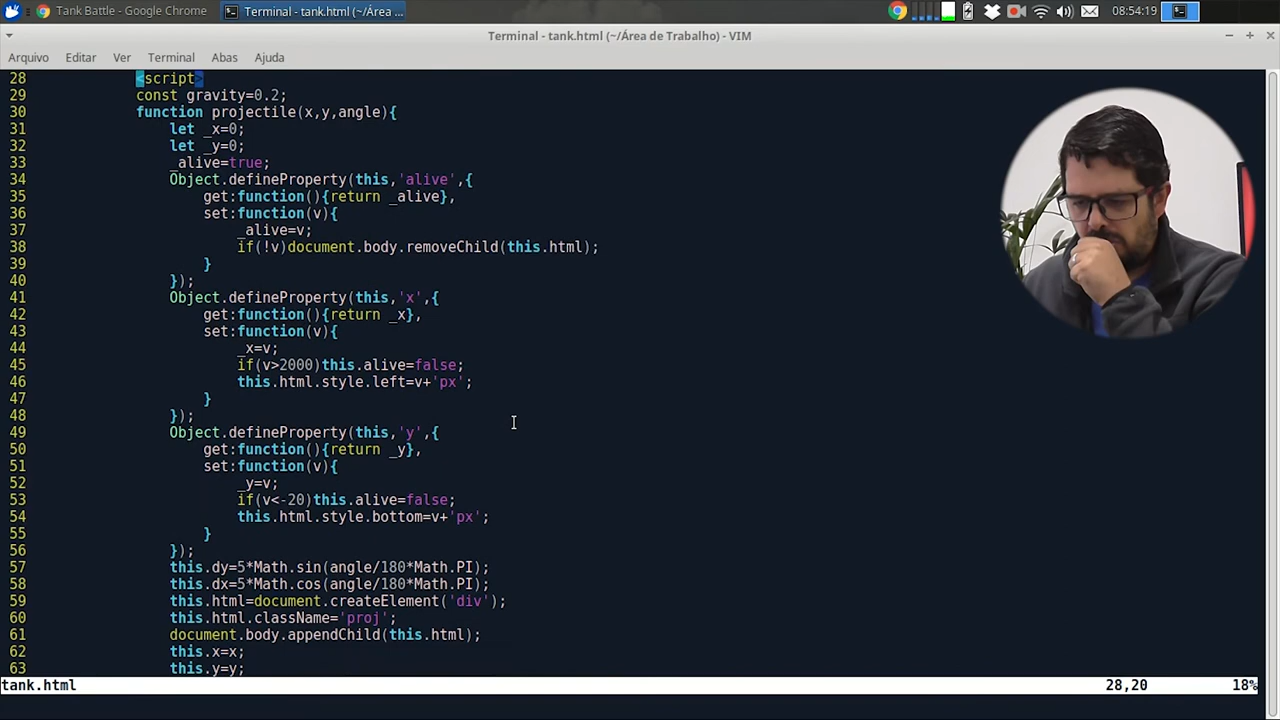 Tank Battle - Google Chrome
Terminal - tank.html (~/Área ...
08:54:19
Terminal - tank.html (~/Área de Trabalho) - VIM
Arquivo Editar Ver Terminal Abas Ajuda
28 <script>
29 const gravity=0.2;
30 function projectile(x,y,angle){
31 let _x=0;
32 let _y=0;
33 _alive=true;
34 Object.defineProperty(this,'alive',{
35 get:function(){return _alive},
36 set:function(v){
37 _alive=v;
38 if(!v)document.body.removeChild(this.html);
39 }
40 });
41 Object.defineProperty(this,'x',{
42 get:function(){return _x},
43 set:function(v){
44 _x=v;
45 if(v>2000)this.alive=false;
46 this.html.style.left=v+'px';
47 }
48 });
49 Object.defineProperty(this,'y',{
50 get:function(){return _y},
51 set:function(v){
52 _y=v;
53 if(v<-20)this.alive=false;
54 this.html.style.bottom=v+'px';
55 }
56 });
57 this.dy=5*Math.sin(angle/180*Math.PI);
58 this.dx=5*Math.cos(angle/180*Math.PI);
59 this.html=document.createElement('div');
60 this.html.className='proj';
61 document.body.appendChild(this.html);
62 this.x=x;
63 this.y=y;
tank.html 28,20 18%